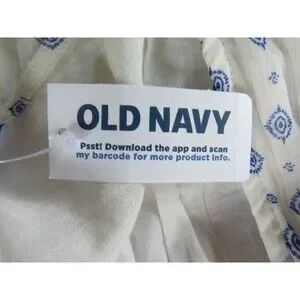 OLD NAVY
Psst! Download the app and scan
my barcode for more product info.